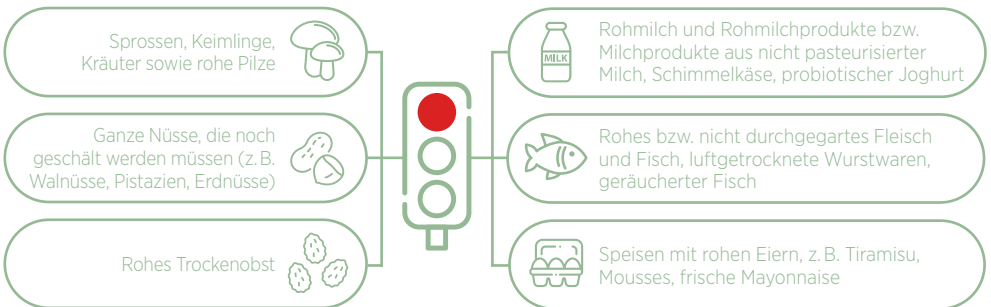 Sprossen, Keimlinge,
Kräuter sowie rohe Pilze
Ganze Nüsse, die noch
geschält werden müssen (z. B.
Walnüsse, Pistazien, Erdnüsse)
Rohes Trockenobst
MILK
Rohmilch und Rohmilchprodukte bzw.
Milchprodukte aus nicht pasteurisierter
Milch, Schimmelkäse, probiotischer Joghurt
Rohes bzw. nicht durchgegartes Fleisch
und Fisch, luftgetrocknete Wurstwaren,
geräucherter Fisch
Speisen mit rohen Eiern, z. B. Tiramisu,
Mousses, frische Mayonnaise